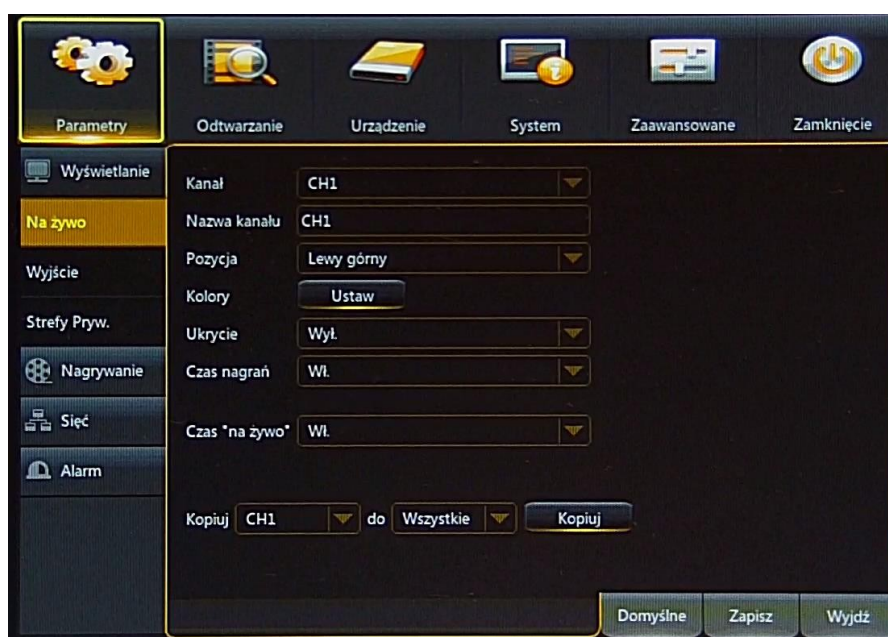 Parametry Odtwarzanie Urządzenie System Zaawansowane Zamknięcie
Wyświetlanie
Na żywo
Wyjście
Strefy Pryw.
Nagrywanie
Sięć
Alarm
Kanał CH1
Nazwa kanału CH1
Pozycja Lewy górny
Kolory Ustaw
Ukrycie Wył.
Czas nagrań Wł.
Czas "na żywo" Wł.
Kopiuj CH1 do Wszystkie Kopiuj
Domyślne Zapisz Wyjdź